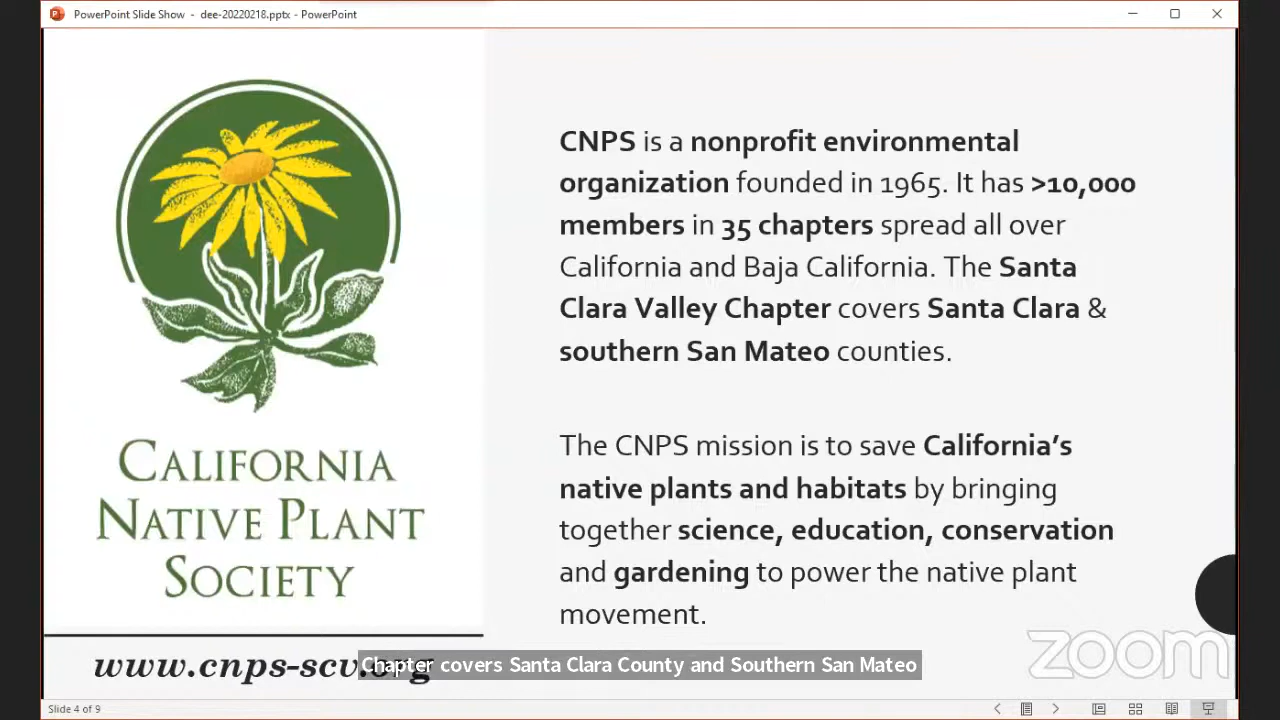 PowerPoint Slide Show - dee-20220218.pptx - PowerPoint
CALIFORNIA
NATIVE PLANT
SOCIETY
www.cnps-scv.org
CNPS is a nonprofit environmental
organization founded in 1965. It has >10,000
members in 35 chapters spread all over
California and Baja California. The Santa
Clara Valley Chapter covers Santa Clara &
southern San Mateo counties.
The CNPS mission is to save California’s
native plants and habitats by bringing
together science, education, conservation
and gardening to power the native plant
movement.
Chapter covers Santa Clara County and Southern San Mateo
zoom
Slide 4 of 9